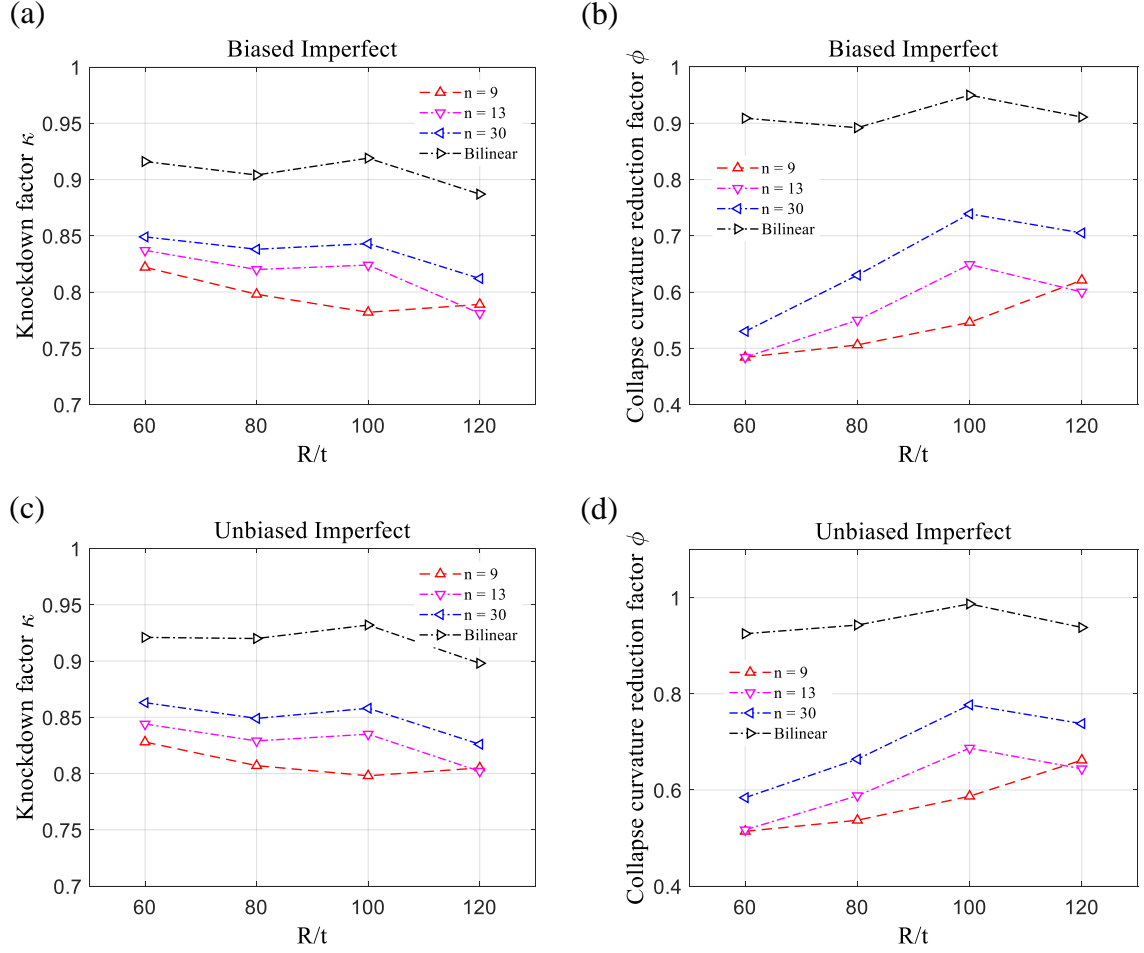 (a)
Biased Imperfect
Knockdown factor κ
1
0.95
0.9
0.85
0.8
0.75
0.7
n = 9
n = 13
n = 30
Bilinear
60 80 100 120
R/t
(b)
Biased Imperfect
Collapse curvature reduction factor ϕ
1
0.9
0.8
0.7
0.6
0.5
0.4
n = 9
n = 13
n = 30
Bilinear
60 80 100 120
R/t
(c)
Unbiased Imperfect
Knockdown factor κ
1
0.95
0.9
0.85
0.8
0.75
0.7
n = 9
n = 13
n = 30
Bilinear
60 80 100 120
R/t
(d)
Unbiased Imperfect
Collapse curvature reduction factor ϕ
1
0.8
0.6
0.4
n = 9
n = 13
n = 30
Bilinear
60 80 100 120
R/t